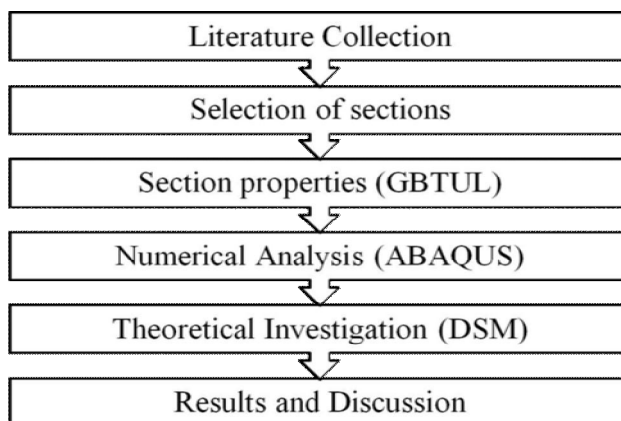 Literature Collection
Selection of sections
Section properties (GBTUL)
Numerical Analysis (ABAQUS)
Theoretical Investigation (DSM)
Results and Discussion